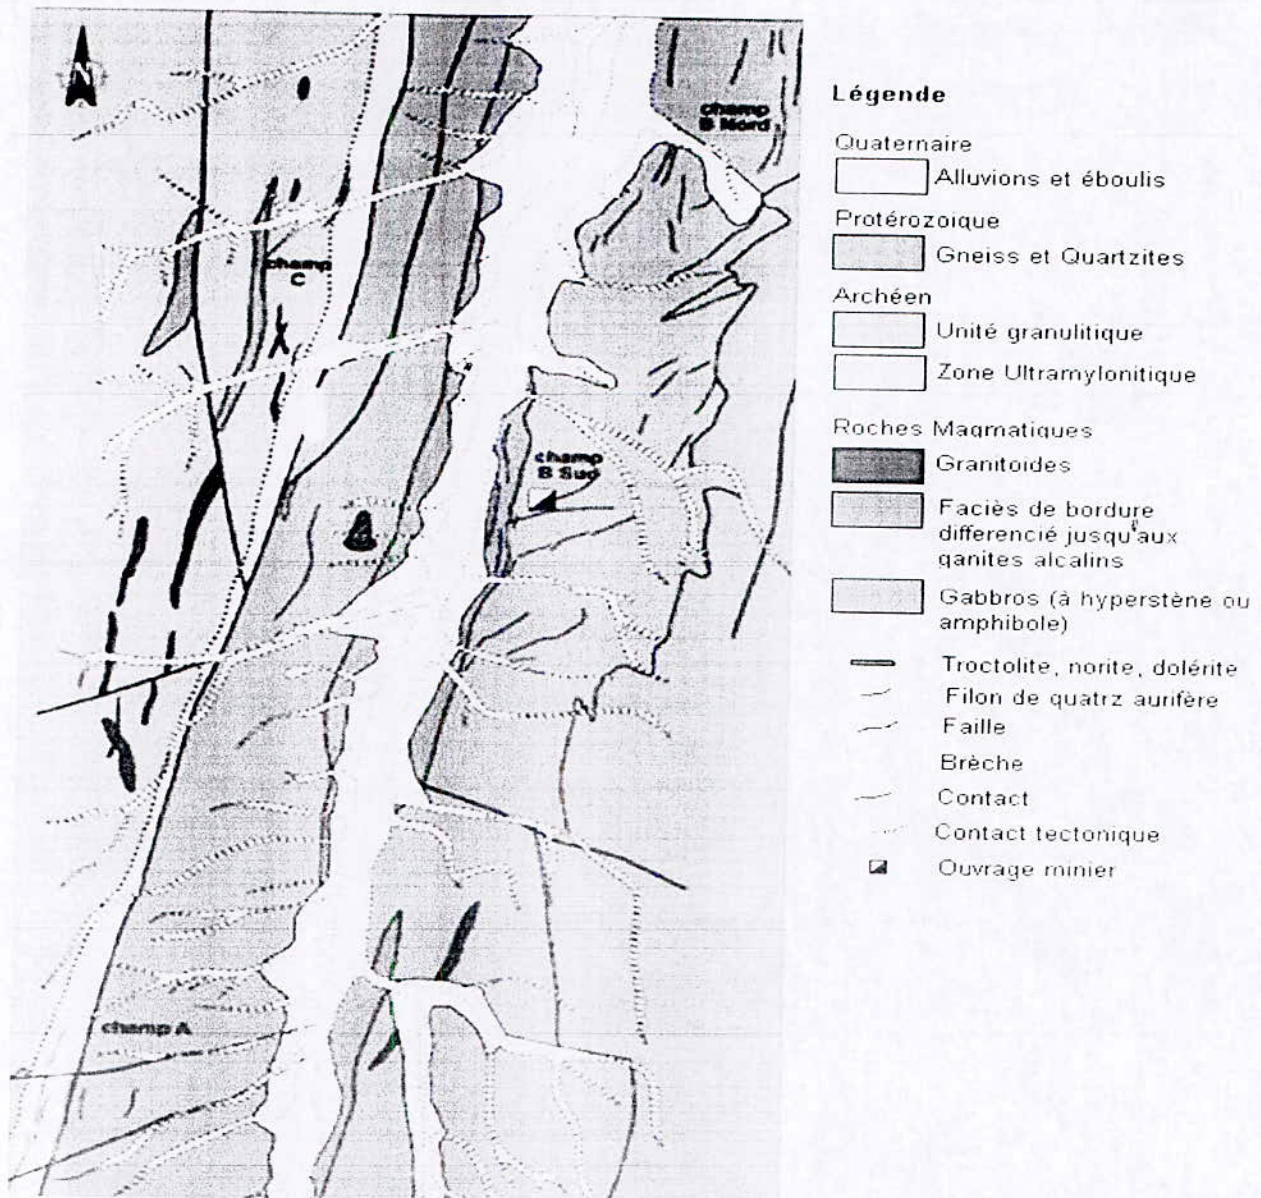 N
champ
B Nord
champ
C
champ
B Sud
champ A
Légende
Quaternaire
Alluvions et éboulis
Protérozoique
Gneiss et Quartzites
Archéen
Unité granulitique
Zone Ultramylonitique
Roches Magmatiques
Granitoides
Faciès de bordure
differencié jusqu'aux
ganites alcalins
Gabbros (à hyperstène ou
amphibole)
Troctolite, norite, dolérite
Filon de quatrz aurifère
Faille
Brèche
Contact
Contact tectonique
Ouvrage minier